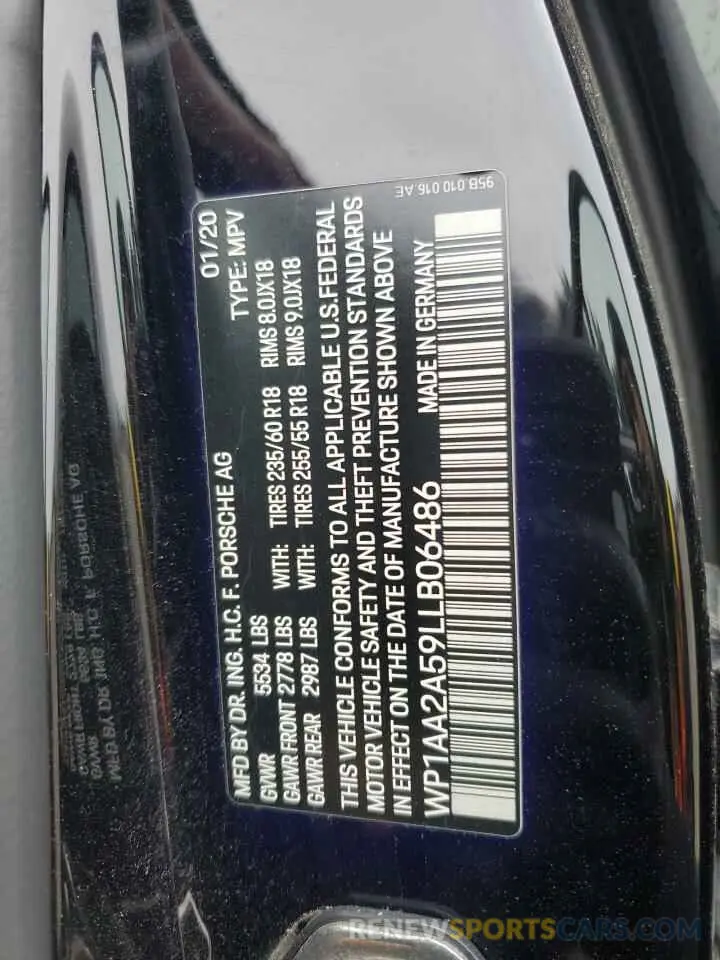 MFD BY DR. ING. H.C. F. PORSCHE AG 01/20
GVWR 5534 LBS TYPE: MPV
GAWR FRONT 2778 LBS WITH: TIRES 235/60 R18 RIMS 8.0JX18
GAWR REAR 2987 LBS WITH: TIRES 255/55 R18 RIMS 9.0JX18
THIS VEHICLE CONFORMS TO ALL APPLICABLE U.S.FEDERAL
MOTOR VEHICLE SAFETY AND THEFT PREVENTION STANDARDS
IN EFFECT ON THE DATE OF MANUFACTURE SHOWN ABOVE
WP1AA2A59LLB06486 MADE IN GERMANY
95B.010 016.AE
RENEWSPORTSCAR.COM